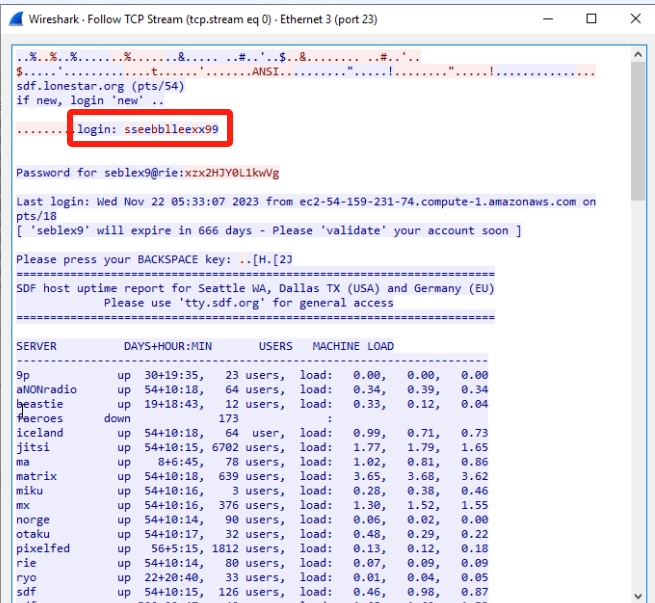 Wireshark · Follow TCP Stream (tcp.stream eq 0) · Ethernet 3 (port 23)
..%..%..%.......%.......&..... ..#..'..$..&........ ..#..'..
$.....'............t......'.......ANSI..........".....!........".....!...............
sdf.lonestar.org (pts/54)
if new, login 'new' ..
.........login: sseebblleexx99
Password for seblex9@rie:xzx2HJY0L1kwVg
Last login: Wed Nov 22 05:33:07 2023 from ec2-54-159-231-74.compute-1.amazonaws.com on
pts/18
[ 'seblex9' will expire in 666 days - Please 'validate' your account soon ]
Please press your BACKSPACE key: ..[H.[2J
=================================================================
SDF host uptime report for Seattle WA, Dallas TX (USA) and Germany (EU)
Please use 'tty.sdf.org' for general access
=================================================================
SERVER DAYS+HOUR:MIN USERS MACHINE LOAD
-----------------------------------------------------------------
9p up 30+19:35, 23 users, load: 0.00, 0.00, 0.00
aNONradio up 54+10:18, 64 users, load: 0.34, 0.39, 0.34
beastie up 19+18:43, 12 users, load: 0.33, 0.12, 0.04
faeroes down 173 :
iceland up 54+10:18, 64 user, load: 0.99, 0.71, 0.73
jitsi up 54+10:15, 6702 users, load: 1.77, 1.79, 1.65
ma up 8+6:45, 78 users, load: 1.02, 0.81, 0.86
matrix up 54+10:18, 639 users, load: 3.65, 3.68, 3.62
miku up 54+10:16, 3 users, load: 0.28, 0.38, 0.46
mx up 54+10:16, 376 users, load: 1.30, 1.52, 1.55
norge up 54+10:14, 90 users, load: 0.06, 0.02, 0.00
otaku up 54+10:17, 32 users, load: 0.48, 0.29, 0.22
pixelfed up 56+5:15, 1812 users, load: 0.13, 0.12, 0.18
rie up 54+10:14, 80 users, load: 0.07, 0.09, 0.09
ryo up 22+20:40, 33 users, load: 0.01, 0.04, 0.05
sdf up 54+10:15, 126 users, load: 0.46, 0.98, 0.87